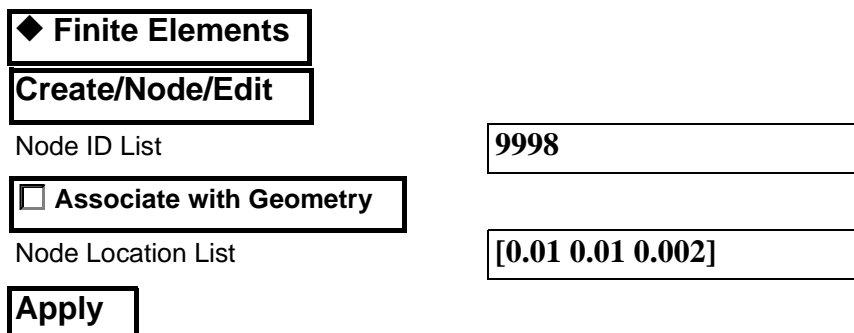 ◆ Finite Elements
Create/Node/Edit
Node ID List 9998
☐ Associate with Geometry
Node Location List [0.01 0.01 0.002]
Apply